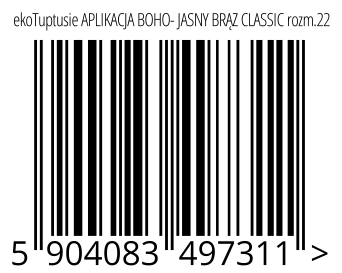 ekoTuptusie APLIKACJA BOHO- JASNY BRĄZ CLASSIC rozm.22
5 904083 497311 >